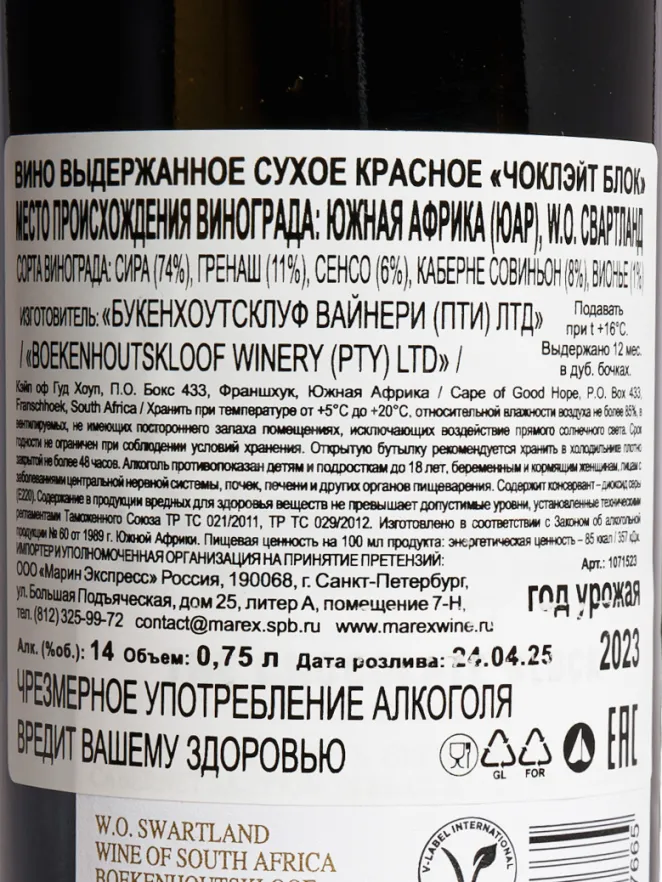 ВИНО ВЫДЕРЖАННОЕ СУХОЕ КРАСНОЕ «ЧОКЛЭЙТ БЛОК»
МЕСТО ПРОИСХОЖДЕНИЯ ВИНОГРАДА: ЮЖНАЯ АФРИКА (ЮАР), W.O. СВАРТЛАНД
СОРТА ВИНОГРАДА: СИРА (74%), ГРЕНАШ (11%), СЕНСО (6%), КАБЕРНЕ СОВИНЬОН (8%), ВИОНЬЕ (1%)
ИЗГОТОВИТЕЛЬ: «БУКЕНХОУТСКЛУФ ВАЙНЕРИ (ПТИ) ЛТД»
/ «BOEKENHOUTSKLOOF WINERY (PTY) LTD» /
Подавать
при t +16°C.
Выдержано 12 мес.
в дуб. бочках.
Кэйп оф Гуд Хоуп, П.О. Бокс 433, Франшхук, Южная Африка / Cape of Good Hope, P.O. Box 433,
Franschhoek, South Africa / Хранить при температуре от +5°C до +20°C, относительной влажности воздуха не более 85%, в
вентилируемых, не имеющих постороннего запаха помещениях, исключающих воздействие прямого солнечного света. Срок
годности не ограничен при соблюдении условий хранения. Открытую бутылку рекомендуется хранить в холодильнике плотно
закрытой не более 48 часов. Алкоголь противопоказан детям и подросткам до 18 лет, беременным и кормящим женщинам, лицам с
заболеваниями центральной нервной системы, почек, печени и других органов пищеварения. Содержит консервант – диоксид серы
(E220). Содержание в продукции вредных для здоровья веществ не превышает допустимые уровни, установленные техническими
регламентами Таможенного Союза ТР ТС 021/2011, ТР ТС 029/2012. Изготовлено в соответствии с Законом об алкогольной
продукции № 60 от 1989 г. Южной Африки. Пищевая ценность на 100 мл продукта: энергетическая ценность – 85 ккал / 357 кДж.
ИМПОРТЕР И УПОЛНОМОЧЕННАЯ ОРГАНИЗАЦИЯ НА ПРИНЯТИЕ ПРЕТЕНЗИЙ:
Арт.: 1071523
ООО «Марин Экспресс» Россия, 190068, г. Санкт-Петербург,
ул. Большая Подъяческая, дом 25, литер А, помещение 7-Н,
тел. (812) 325-99-72 contact@marex.spb.ru www.marexwine.ru
год урожая
2023
Алк. (%об.): 14 Объем: 0,75 л Дата розлива: 24.04.25
ЧРЕЗМЕРНОЕ УПОТРЕБЛЕНИЕ АЛКОГОЛЯ
ВРЕДИТ ВАШЕМУ ЗДОРОВЬЮ
GL
FOR
EAC
W.O. SWARTLAND
WINE OF SOUTH AFRICA
BOEKENHOUTSKLOOF
V-LABEL INTERNATIONAL